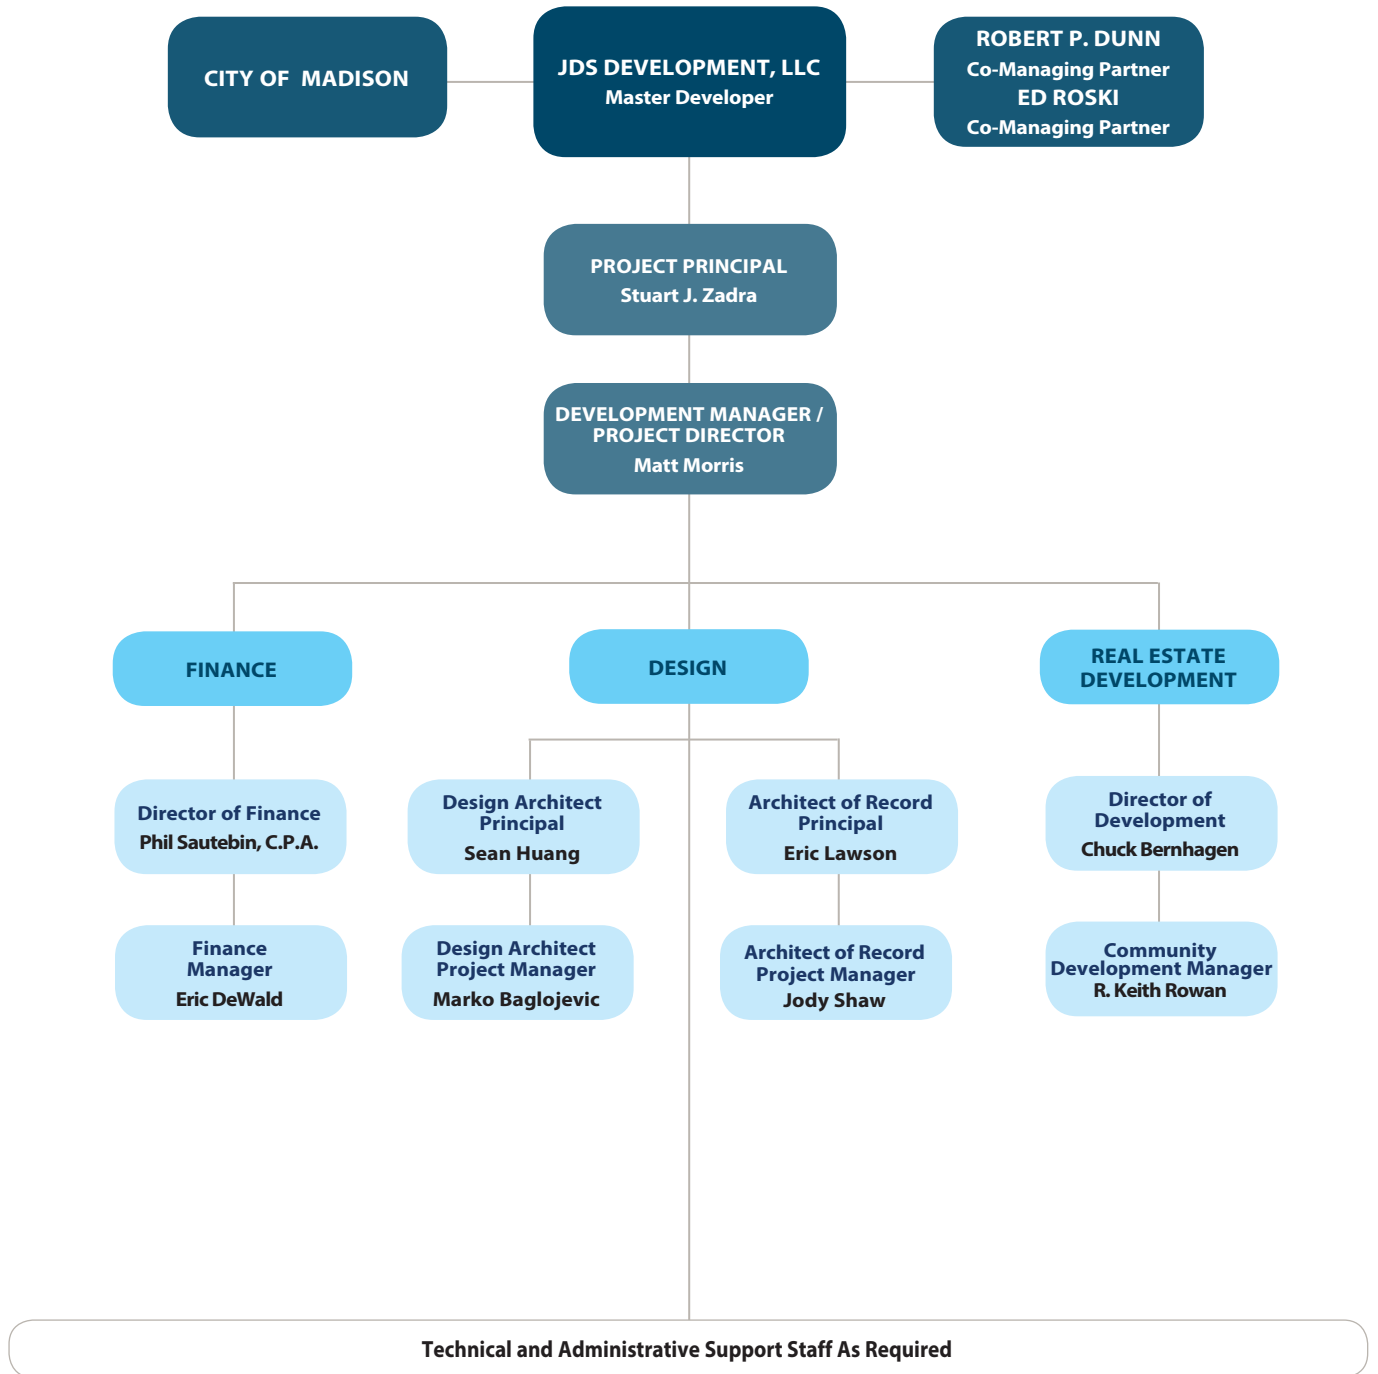 CITY OF MADISON
JDS DEVELOPMENT, LLC
Master Developer
ROBERT P. DUNN
Co-Managing Partner
ED ROSKI
Co-Managing Partner
PROJECT PRINCIPAL
Stuart J. Zadra
DEVELOPMENT MANAGER /
PROJECT DIRECTOR
Matt Morris
FINANCE
DESIGN
REAL ESTATE
DEVELOPMENT
Director of Finance
Phil Sautebin, C.P.A.
Design Architect
Principal
Sean Huang
Architect of Record
Principal
Eric Lawson
Director of
Development
Chuck Bernhagen
Finance
Manager
Eric DeWald
Design Architect
Project Manager
Marko Baglojevic
Architect of Record
Project Manager
Jody Shaw
Community
Development Manager
R. Keith Rowan
Technical and Administrative Support Staff As Required